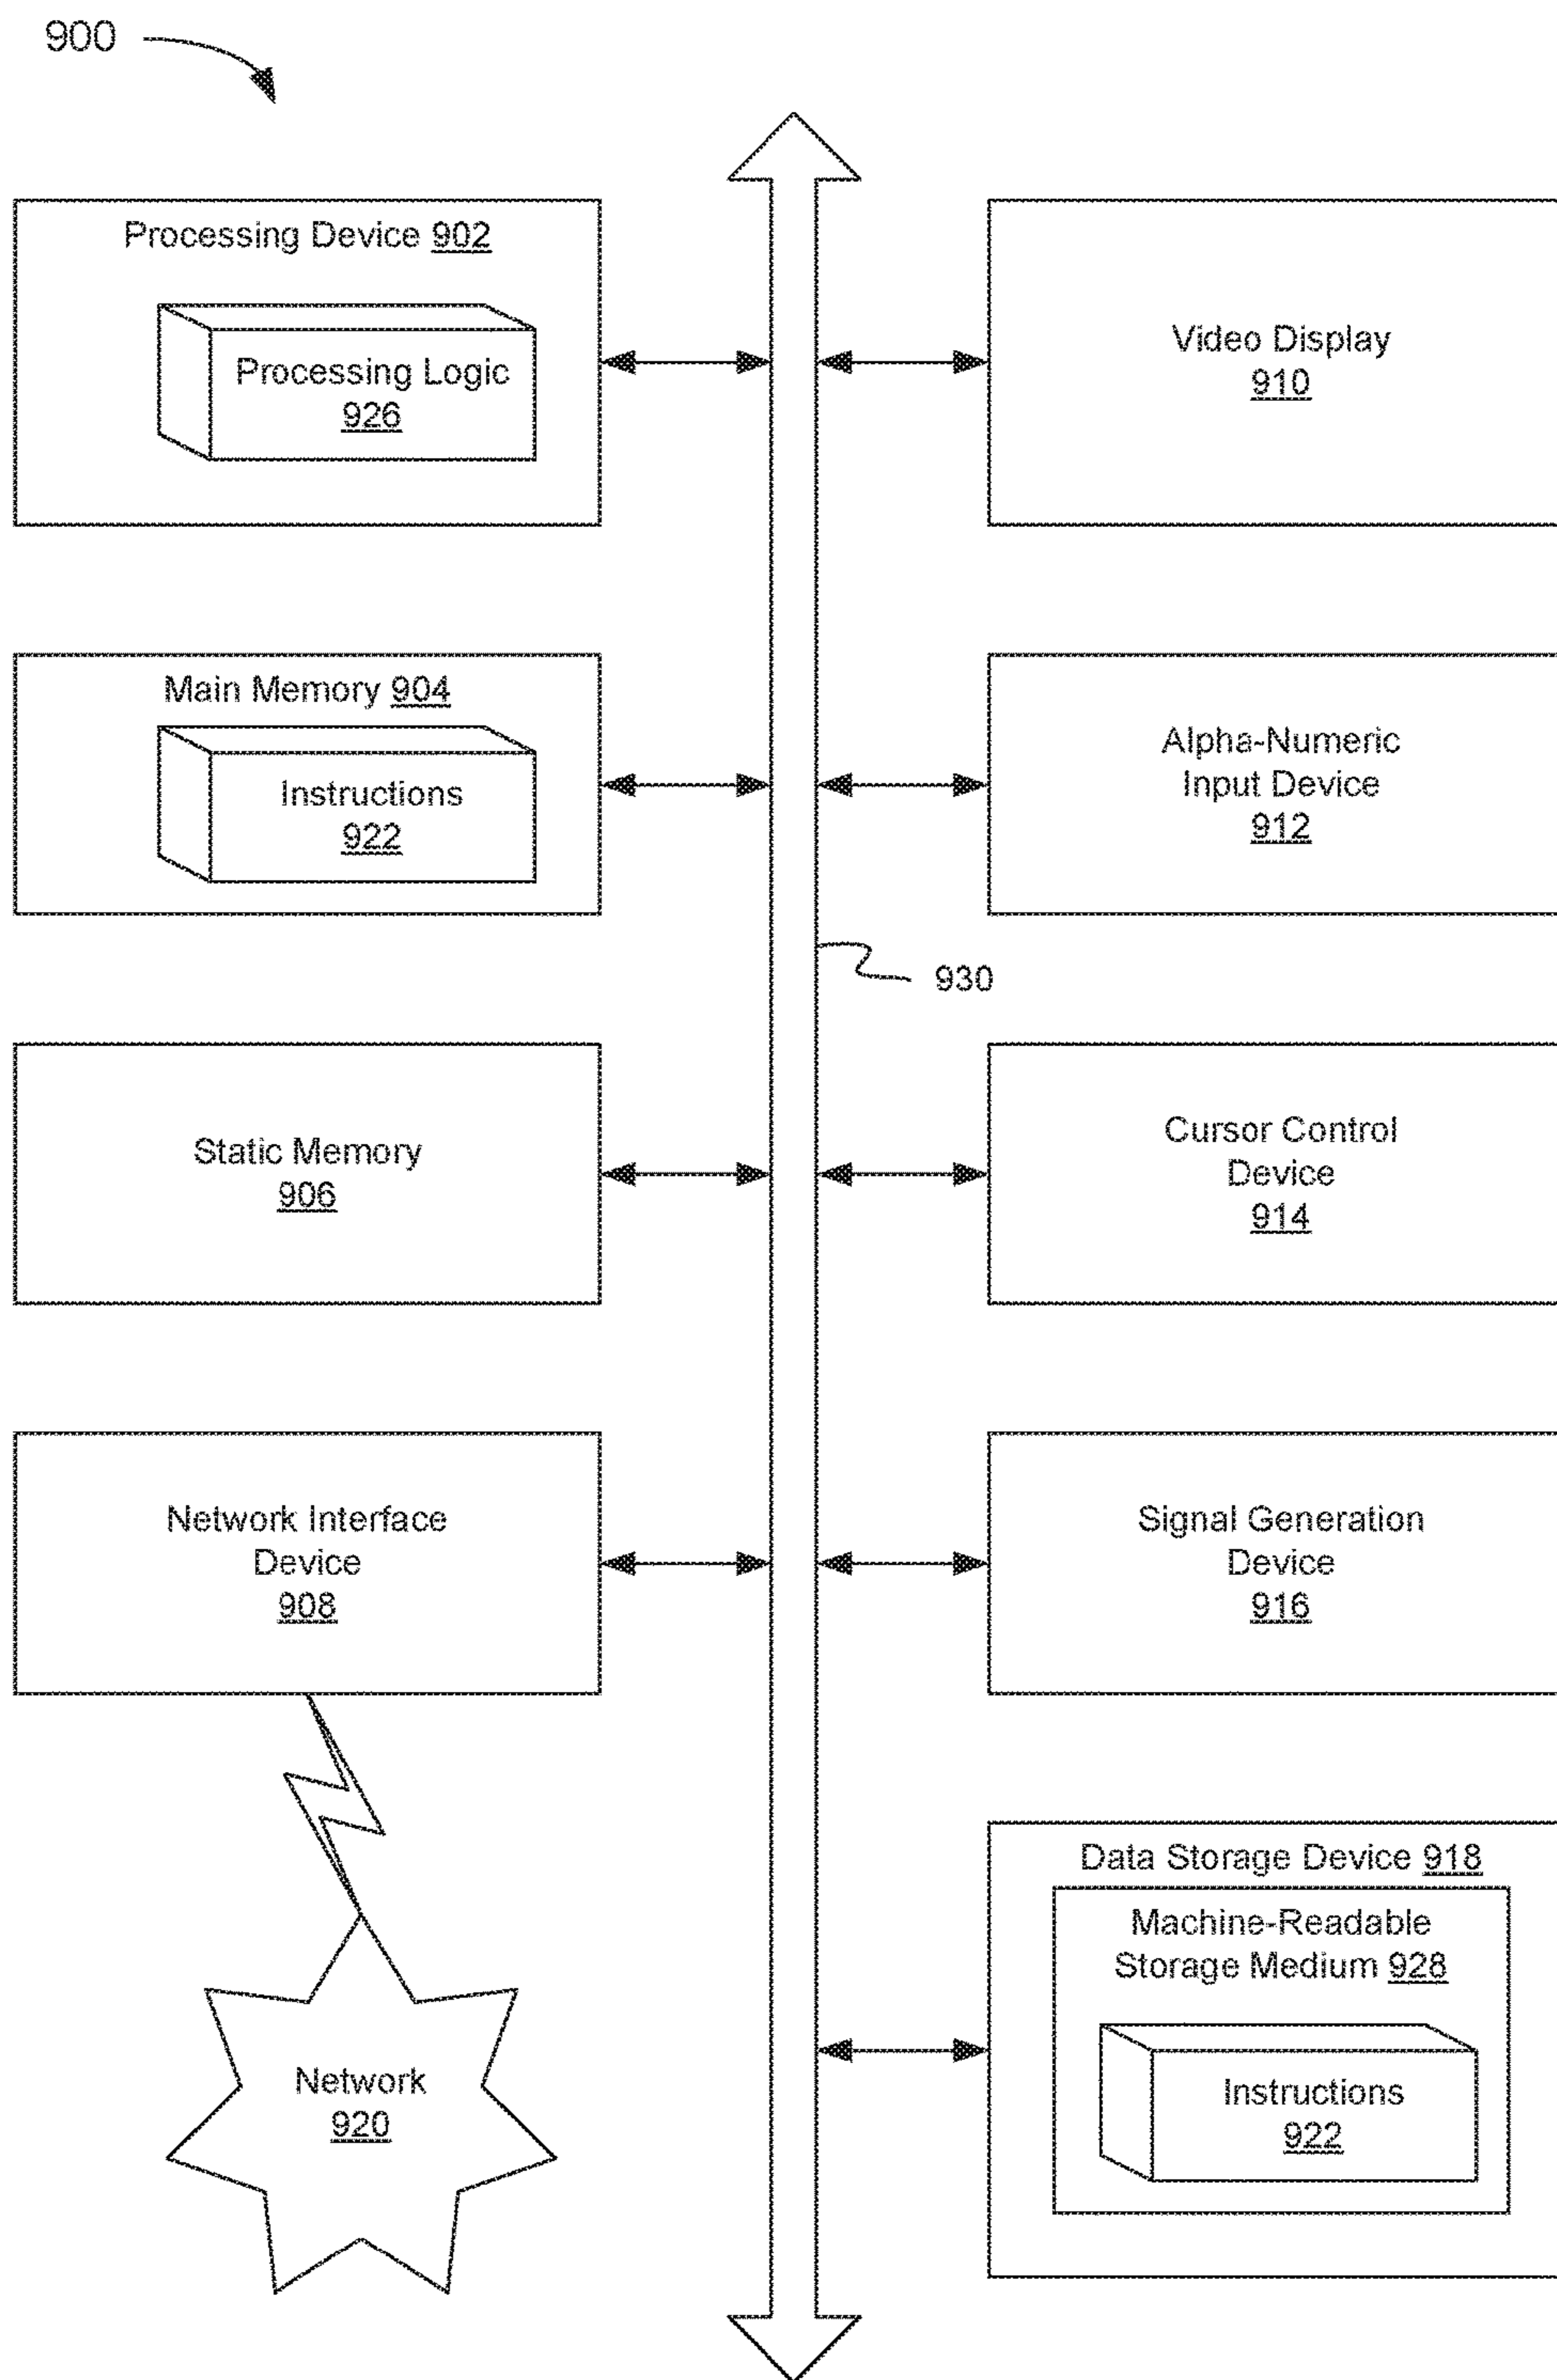 900
Processing Device 902
Processing Logic
926
Video Display
910
Main Memory 904
Instructions
922
Alpha-Numeric
Input Device
912
930
Static Memory
906
Cursor Control
Device
914
Network Interface
Device
908
Signal Generation
Device
916
Data Storage Device 918
Machine-Readable
Storage Medium 928
Instructions
922
Network
920